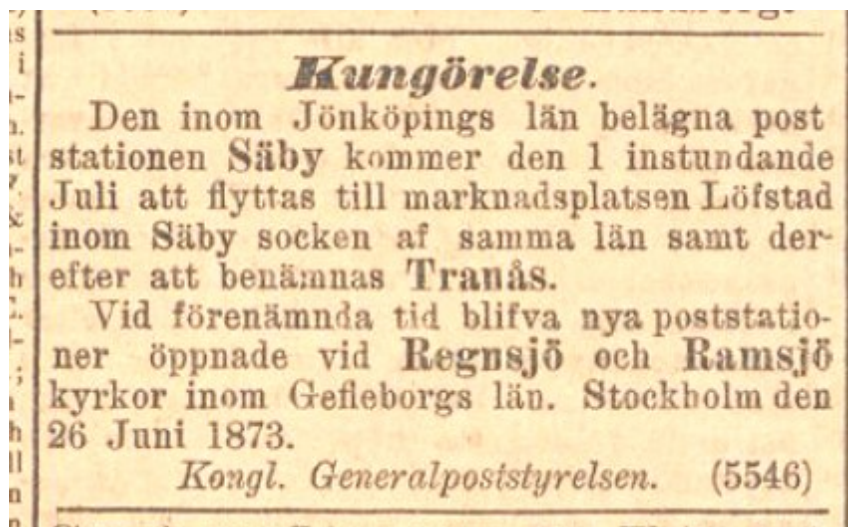 Kungörelse.
Den inom Jönköpings län belägna post
stationen Säby kommer den 1 instundande
Juli att flyttas till marknadsplatsen Löfstad
inom Säby socken af samma län samt der-
efter att benämnas Tranås.
Vid förenämnda tid blifva nya poststatio-
ner öppnade vid Regnsjö och Ramsjö
kyrkor inom Gefleborgs län. Stockholm den
26 Juni 1873.
Kongl. Generalpoststyrelsen. (5546)